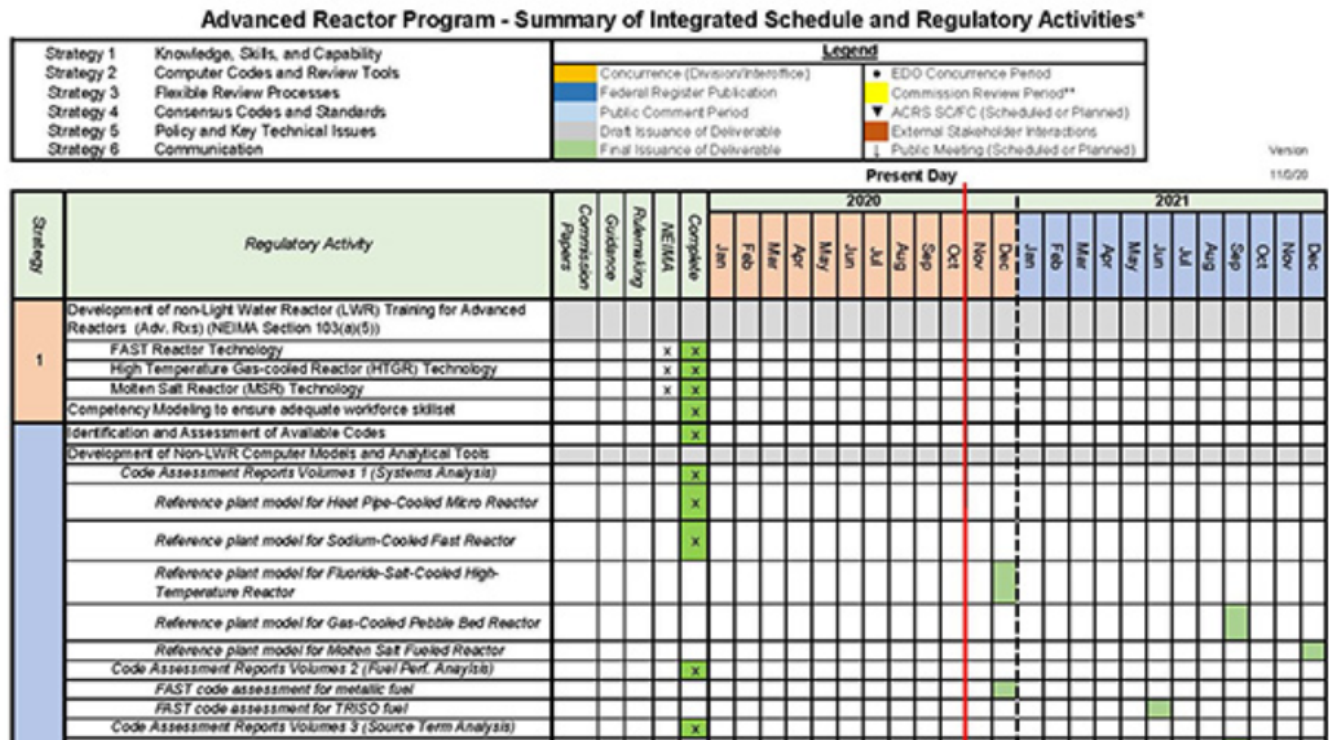 Advanced Reactor Program - Summary of Integrated Schedule and Regulatory Activities*
Strategy 1 Knowledge, Skills, and Capability
Strategy 2 Computer Codes and Review Tools
Strategy 3 Flexible Review Processes
Strategy 4 Consensus Codes and Standards
Strategy 5 Policy and Key Technical Issues
Strategy 6 Communication
Legend
Concurrence (Division/Interoffice)
Federal Register Publication
Public Comment Period
Draft Issuance of Deliverable
Final Issuance of Deliverable
EDO Concurrence Period
Commission Review Period**
ACRS SC/FC (Scheduled or Planned)
External Stakeholder Interactions
Public Meeting (Scheduled or Planned)
Version
Present Day
Strategy
Regulatory Activity
Commission Papers
Guidance
Rulemaking
NEIMA
Complete
2020
2021
Jan Feb Mar Apr May Jun Jul Aug Sep Oct Nov Dec Jan Feb Mar Apr May Jun Jul Aug Sep Oct Nov Dec
1
Development of non-Light Water Reactor (LWR) Training for Advanced
Reactors (Adv. Rxs) (NEIMA Section 103(a)(5))
FAST Reactor Technology x x
High Temperature Gas-cooled Reactor (HTGR) Technology x x
Molten Salt Reactor (MSR) Technology x x
Competency Modeling to ensure adequate workforce skillset x
Identification and Assessment of Available Codes x
Development of Non-LWR Computer Models and Analytical Tools
Code Assessment Reports Volumes 1 (Systems Analysis) x
Reference plant model for Heat Pipe-Cooled Micro Reactor x
Reference plant model for Sodium-Cooled Fast Reactor x
Reference plant model for Fluoride-Salt-Cooled High-
Temperature Reactor
Reference plant model for Gas-Cooled Pebble Bed Reactor
Reference plant model for Molten Salt Fueled Reactor
Code Assessment Reports Volumes 2 (Fuel Perf. Anaylsis) x
FAST code assessment for metallic fuel
FAST code assessment for TRISO fuel
Code Assessment Reports Volumes 3 (Source Term Analysis) x